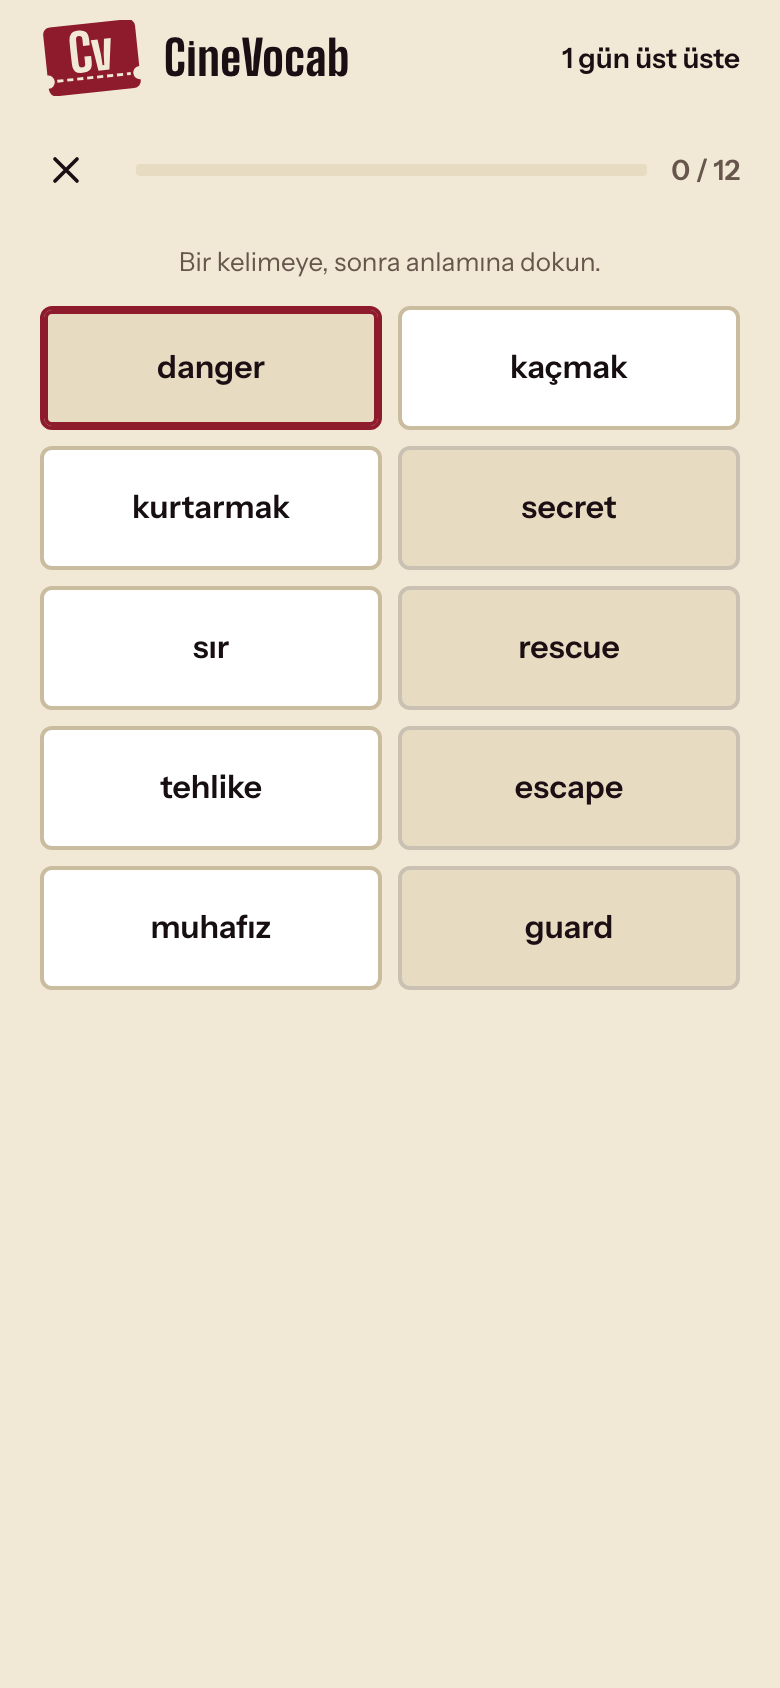 Cv
CineVocab
1 gün üst üste
0 / 12
Bir kelimeye, sonra anlamına dokun.
danger
kaçmak
kurtarmak
secret
sır
rescue
tehlike
escape
muhafız
guard